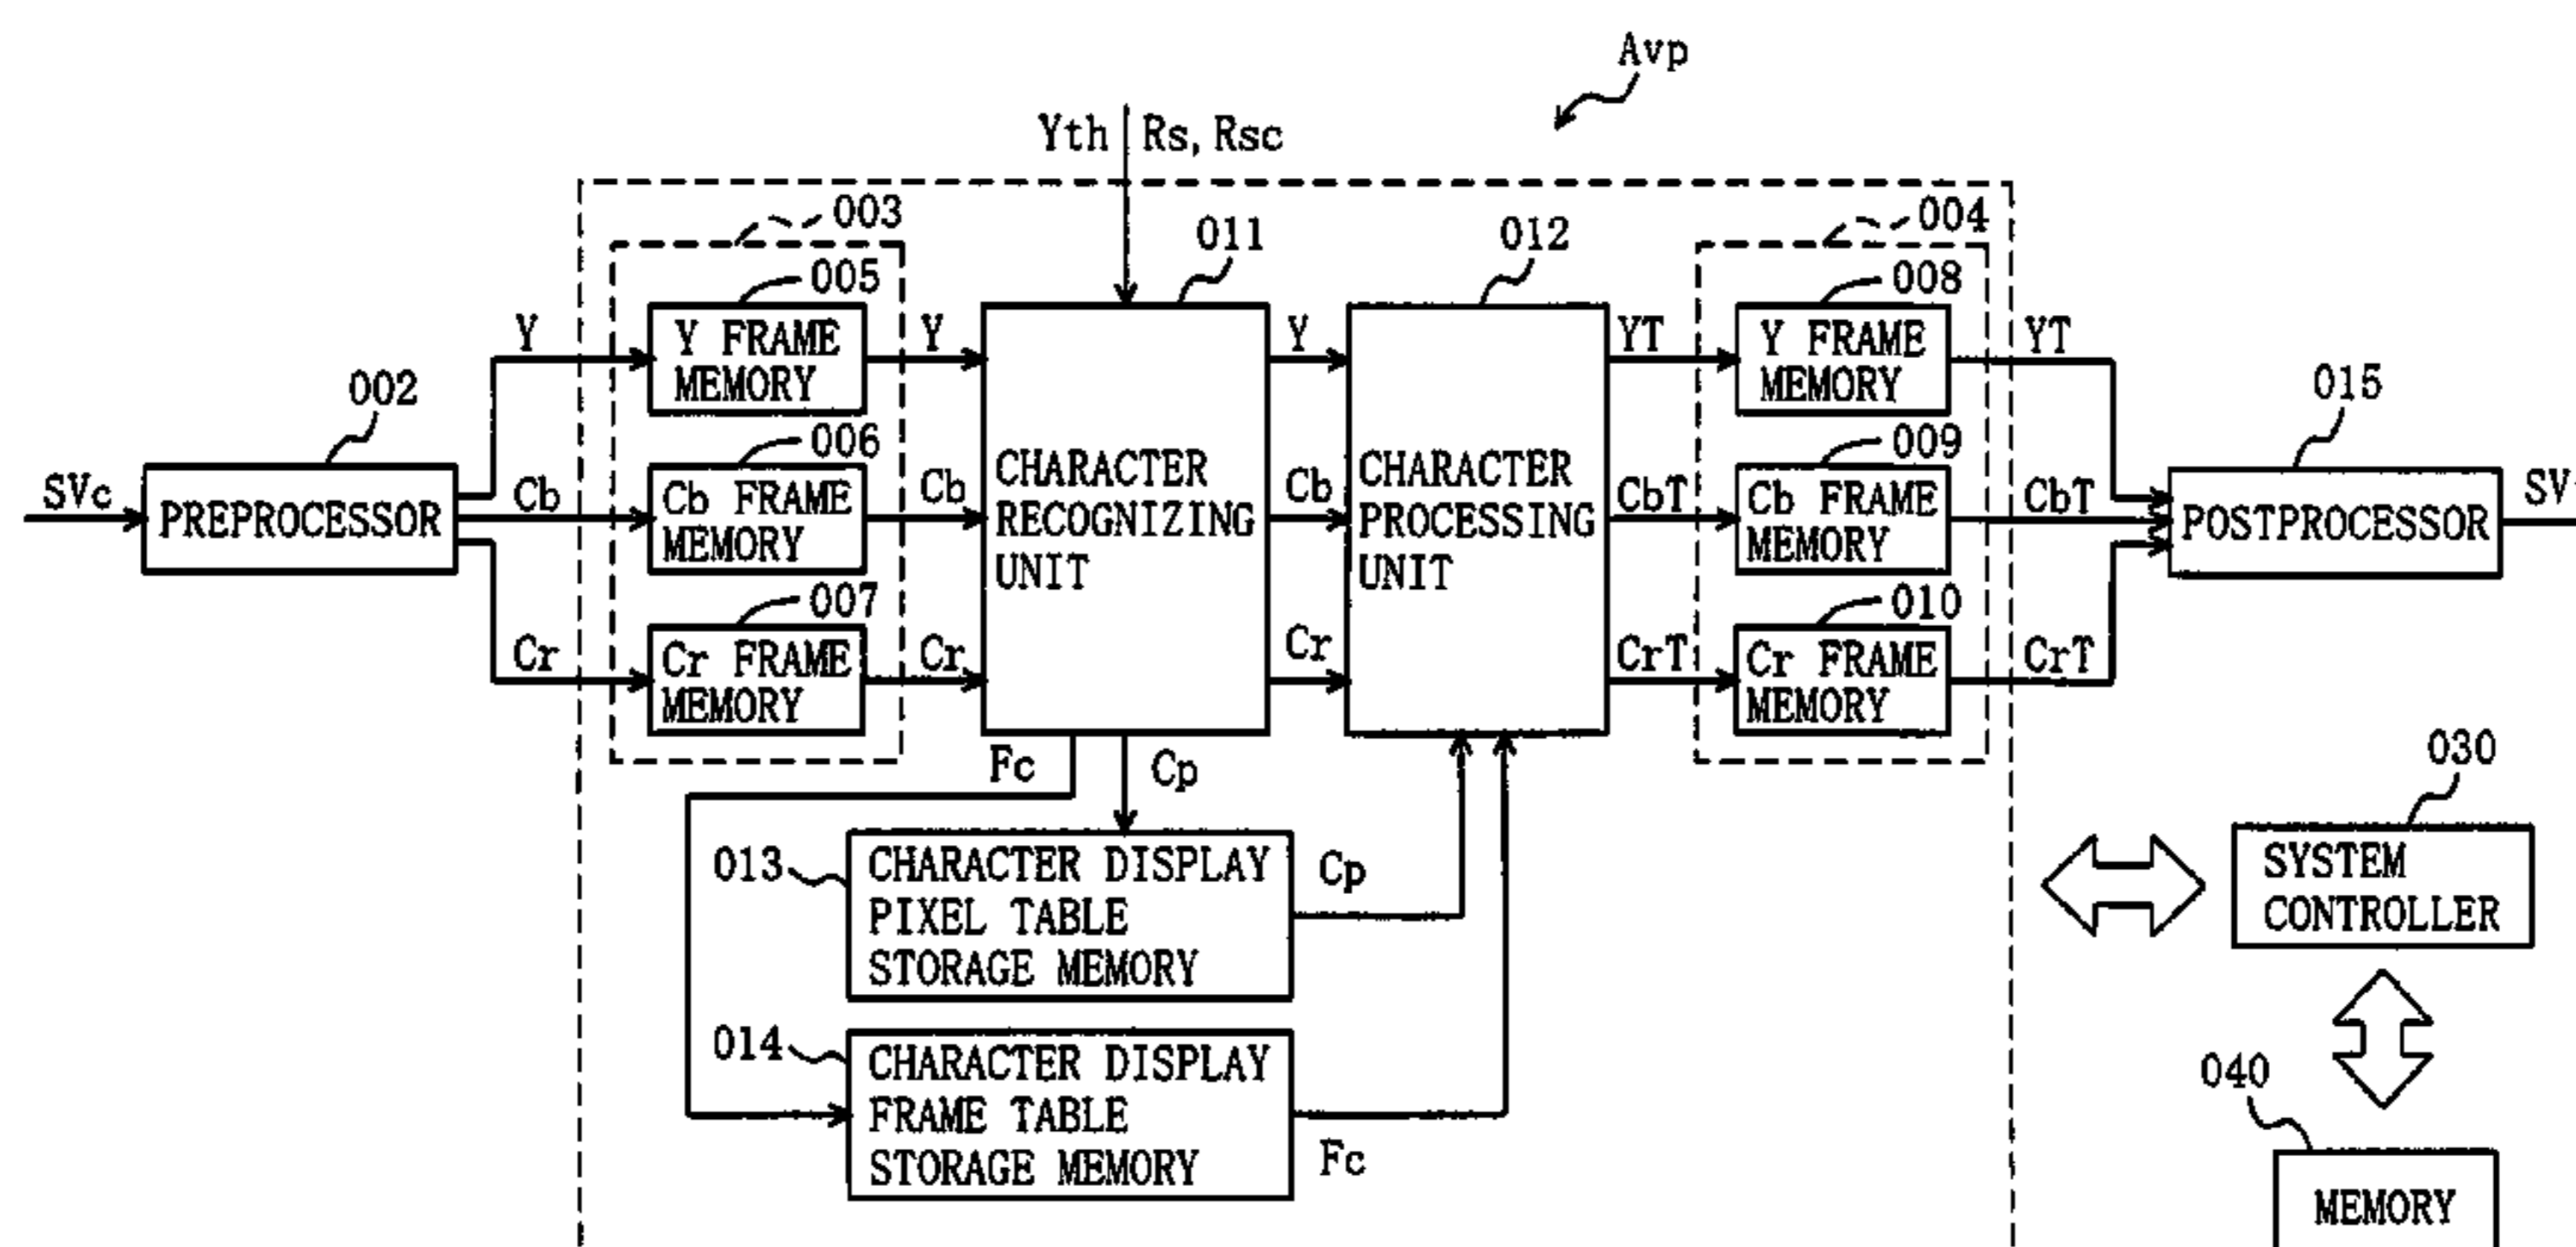 Avp
Yth Rs, Rsc
003
011
012
004
005
008
Y
Y FRAME
MEMORY
Y
Y
YT
Y FRAME
MEMORY
YT
002
015
006
009
SVc
PREPROCESSOR
Cb
Cb FRAME
MEMORY
Cb
CHARACTER
RECOGNIZING
UNIT
Cb
CHARACTER
PROCESSING
UNIT
CbT
Cb FRAME
MEMORY
CbT
POSTPROCESSOR
SV
007
010
Cr
Cr FRAME
MEMORY
Cr
Cr
CrT
Cr FRAME
MEMORY
CrT
Fc
Cp
030
013
CHARACTER DISPLAY
PIXEL TABLE
STORAGE MEMORY
Cp
SYSTEM
CONTROLLER
014
CHARACTER DISPLAY
FRAME TABLE
STORAGE MEMORY
Fc
040
MEMORY